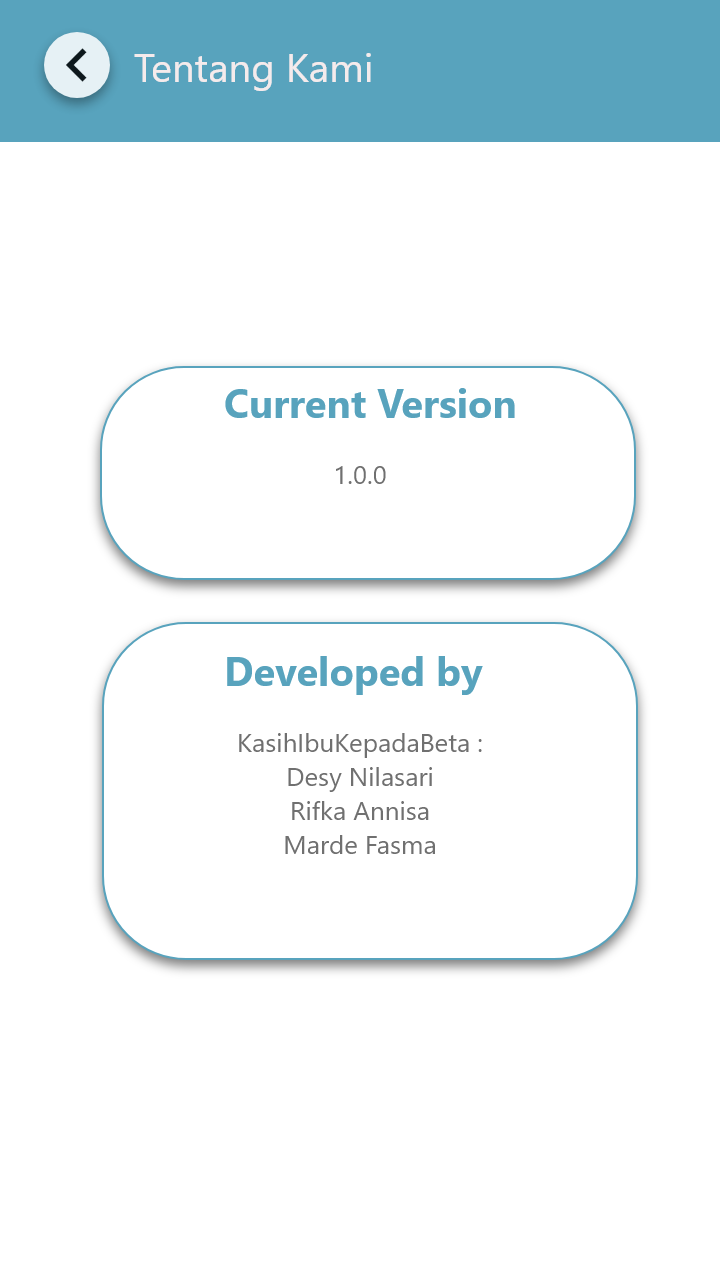 Tentang Kami
Current Version
1.0.0
Developed by
KasihIbuKepadaBeta :
Desy Nilasari
Rifka Annisa
Marde Fasma